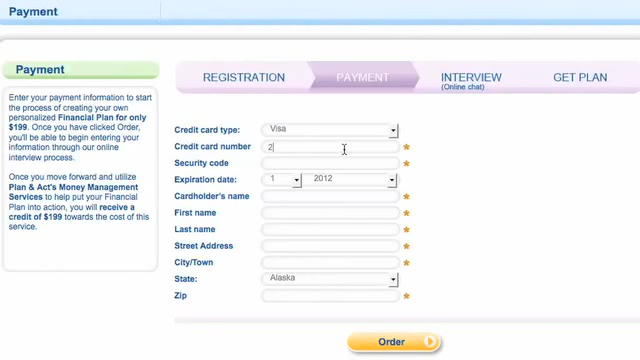 Payment
Payment
Enter your payment information to start
the process of creating your own
personalized Financial Plan for only
$199. Once you have clicked Order,
you'll be able to begin entering your
information through our online
interview process.
Once you move forward and utilize
Plan & Act's Money Management
Services to help put your Financial
Plan into action, you will receive a
credit of $199 towards the cost of this
service.
REGISTRATION
PAYMENT
INTERVIEW
(Online chat)
GET PLAN
Credit card type: Visa
Credit card number 2 *
Security code *
Expiration date: 1 2012
Cardholder's name *
First name *
Last name *
Street Address *
City/Town *
State: Alaska
Zip *
Order